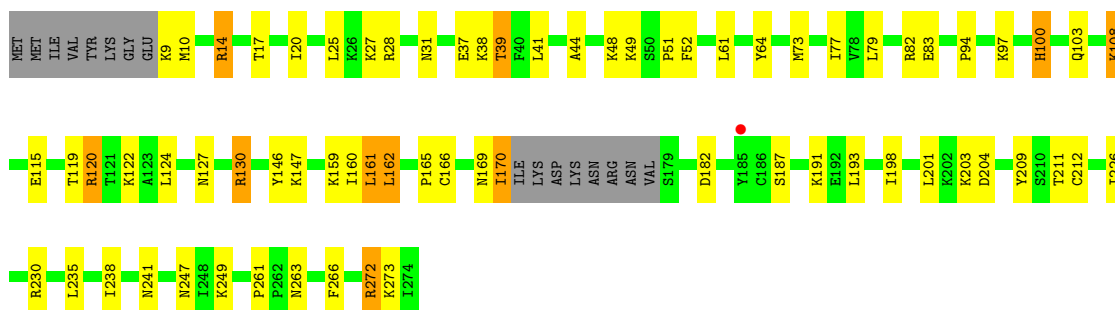 MET MET ILE VAL TYR LYS GLY GLU K9 M10 R14 T17 I20 L25 K26 K27 R28 N31 E37 K38 T39 F40 L41 A44 K48 K49 S50 P51 F52 L61 Y64 M73 I77 V78 L79 R82 E83 P94 K97 H100 Q103 K108
E115 T119 R120 T121 K122 A123 L124 N127 R130 Y146 K147 K159 I160 L161 L162 P165 C166 N169 I170 ILE LYS ASP LYS ASN ARG ASN VAL S179 D182 Y185 C186 S187 K191 E192 L193 I198 L201 K202 K203 D204 Y209 S210 T211 C212 I226
R230 L235 I238 N241 N247 I248 K249 P261 P262 N263 F266 R272 K273 I274